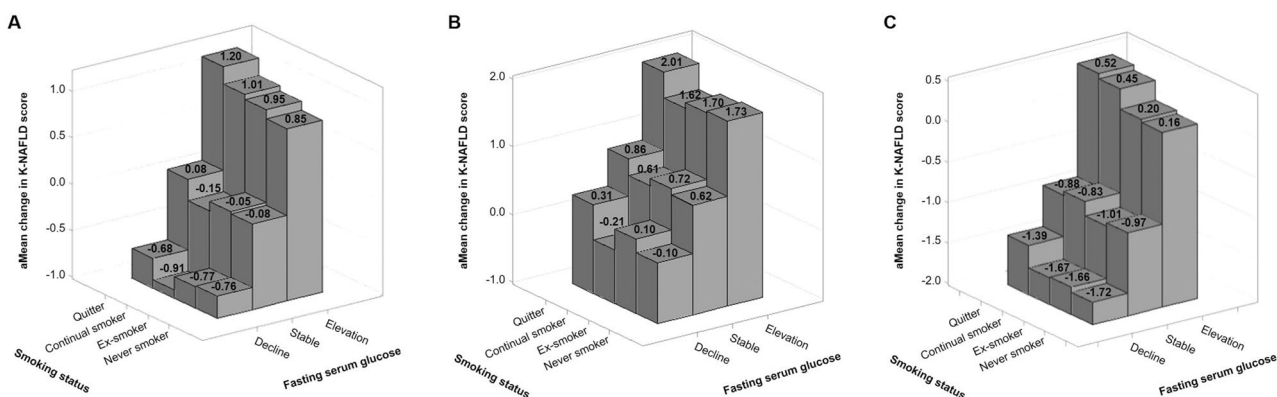 A
aMean change in K-NAFLD score
1.0
0.5
0.0
-0.5
-1.0
1.20
1.01
0.95
0.85
0.08
-0.15
-0.05
-0.08
-0.68
-0.91
-0.77
-0.76
Quitter
Continual smoker
Ex-smoker
Never smoker
Smoking status
Decline
Stable
Elevation
Fasting serum glucose
B
aMean change in K-NAFLD score
2.0
1.0
0.0
-1.0
2.01
1.62
1.70
1.73
0.86
0.61
0.72
0.62
0.31
-0.21
0.10
-0.10
Quitter
Continual smoker
Ex-smoker
Never smoker
Smoking status
Decline
Stable
Elevation
Fasting serum glucose
C
aMean change in K-NAFLD score
0.5
0.0
-0.5
-1.0
-1.5
-2.0
0.52
0.45
0.20
0.16
-0.88
-0.83
-1.01
-0.97
-1.39
-1.67
-1.66
-1.72
Quitter
Continual smoker
Ex-smoker
Never smoker
Smoking status
Decline
Stable
Elevation
Fasting serum glucose